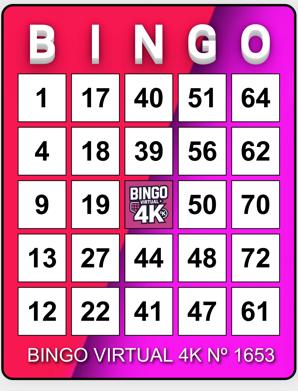 BINGO
1 17 40 51 64
4 18 39 56 62
9 19 BINGO VIRTUAL 4K 50 70
13 27 44 48 72
12 22 41 47 61
BINGO VIRTUAL 4K Nº 1653